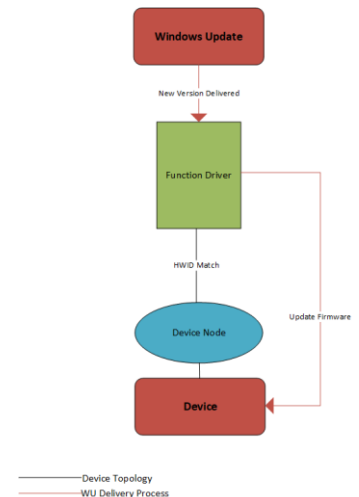 Windows Update
New Version Delivered
Function Driver
HWID Match
Update Firmware
Device Node
Device
Device Topology
WU Delivery Process